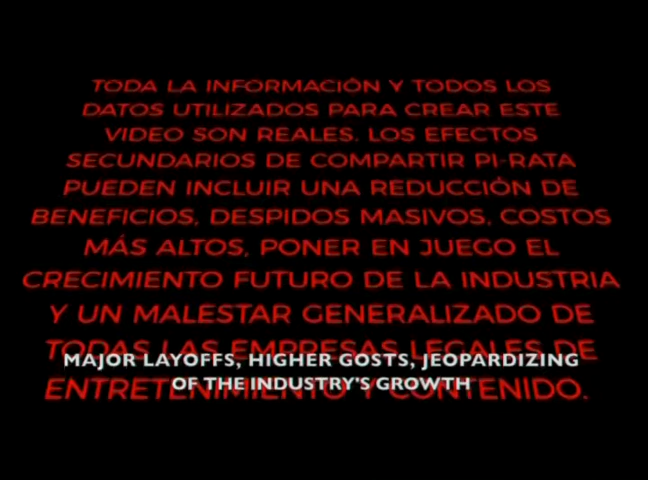 TODA LA INFORMACIÓN Y TODOS LOS
DATOS UTILIZADOS PARA CREAR ESTE
VIDEO SON REALES. LOS EFECTOS
SECUNDARIOS DE COMPARTIR PI-RATA
PUEDEN INCLUIR UNA REDUCCIÓN DE
BENEFICIOS, DESPIDOS MASIVOS, COSTOS
MÁS ALTOS, PONER EN JUEGO EL
CRECIMIENTO FUTURO DE LA INDUSTRIA
Y UN MALESTAR GENERALIZADO DE
TODAS LAS EMPRESAS LEGALES DE
ENTRETENIMIENTO Y CONTENIDO.
MAJOR LAYOFFS, HIGHER GOSTS, JEOPARDIZING
OF THE INDUSTRY'S GROWTH